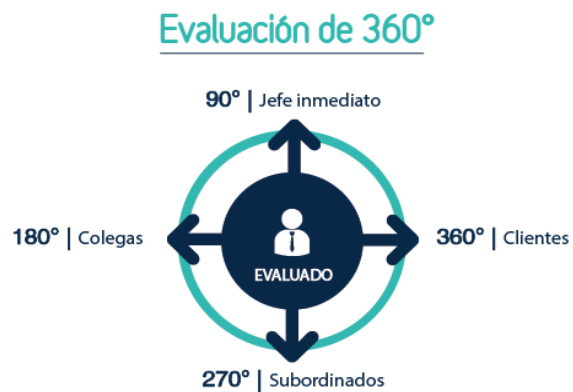 Evaluación de 360°
90° | Jefe inmediato
180° | Colegas
360° | Clientes
EVALUADO
270° | Subordinados